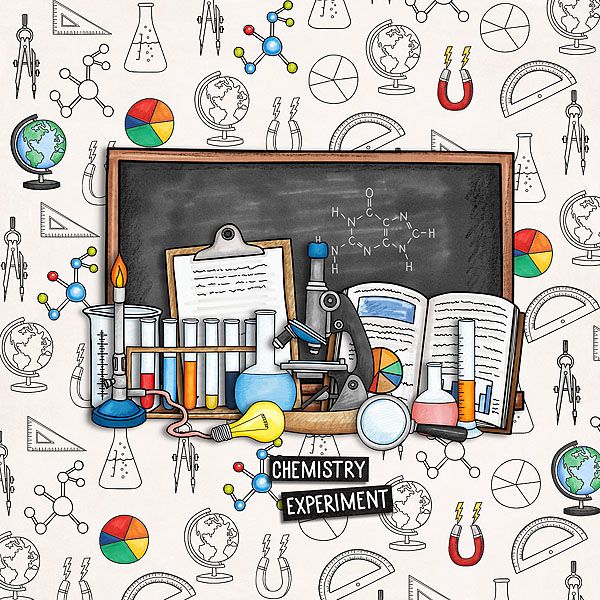 O
H N N
C H
H N N N N
H H
CHEMISTRY
EXPERIMENT